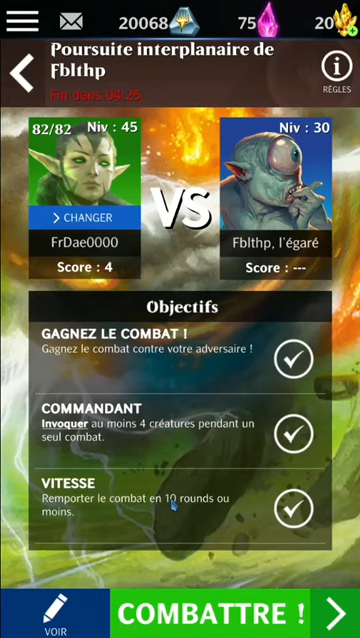 20068
75
20
Poursuite interplanaire de
Fblthp
Fin dans 04:25
RÈGLES
82/82 Niv : 45
Niv : 30
CHANGER
VS
FrDae0000
Fblthp, l'égaré
Score : 4
Score : ---
Objectifs
GAGNEZ LE COMBAT !
Gagnez le combat contre votre adversaire !
COMMANDANT
Invoquer au moins 4 créatures pendant un
seul combat.
VITESSE
Remporter le combat en 10 rounds ou
moins.
VOIR
COMBATTRE !